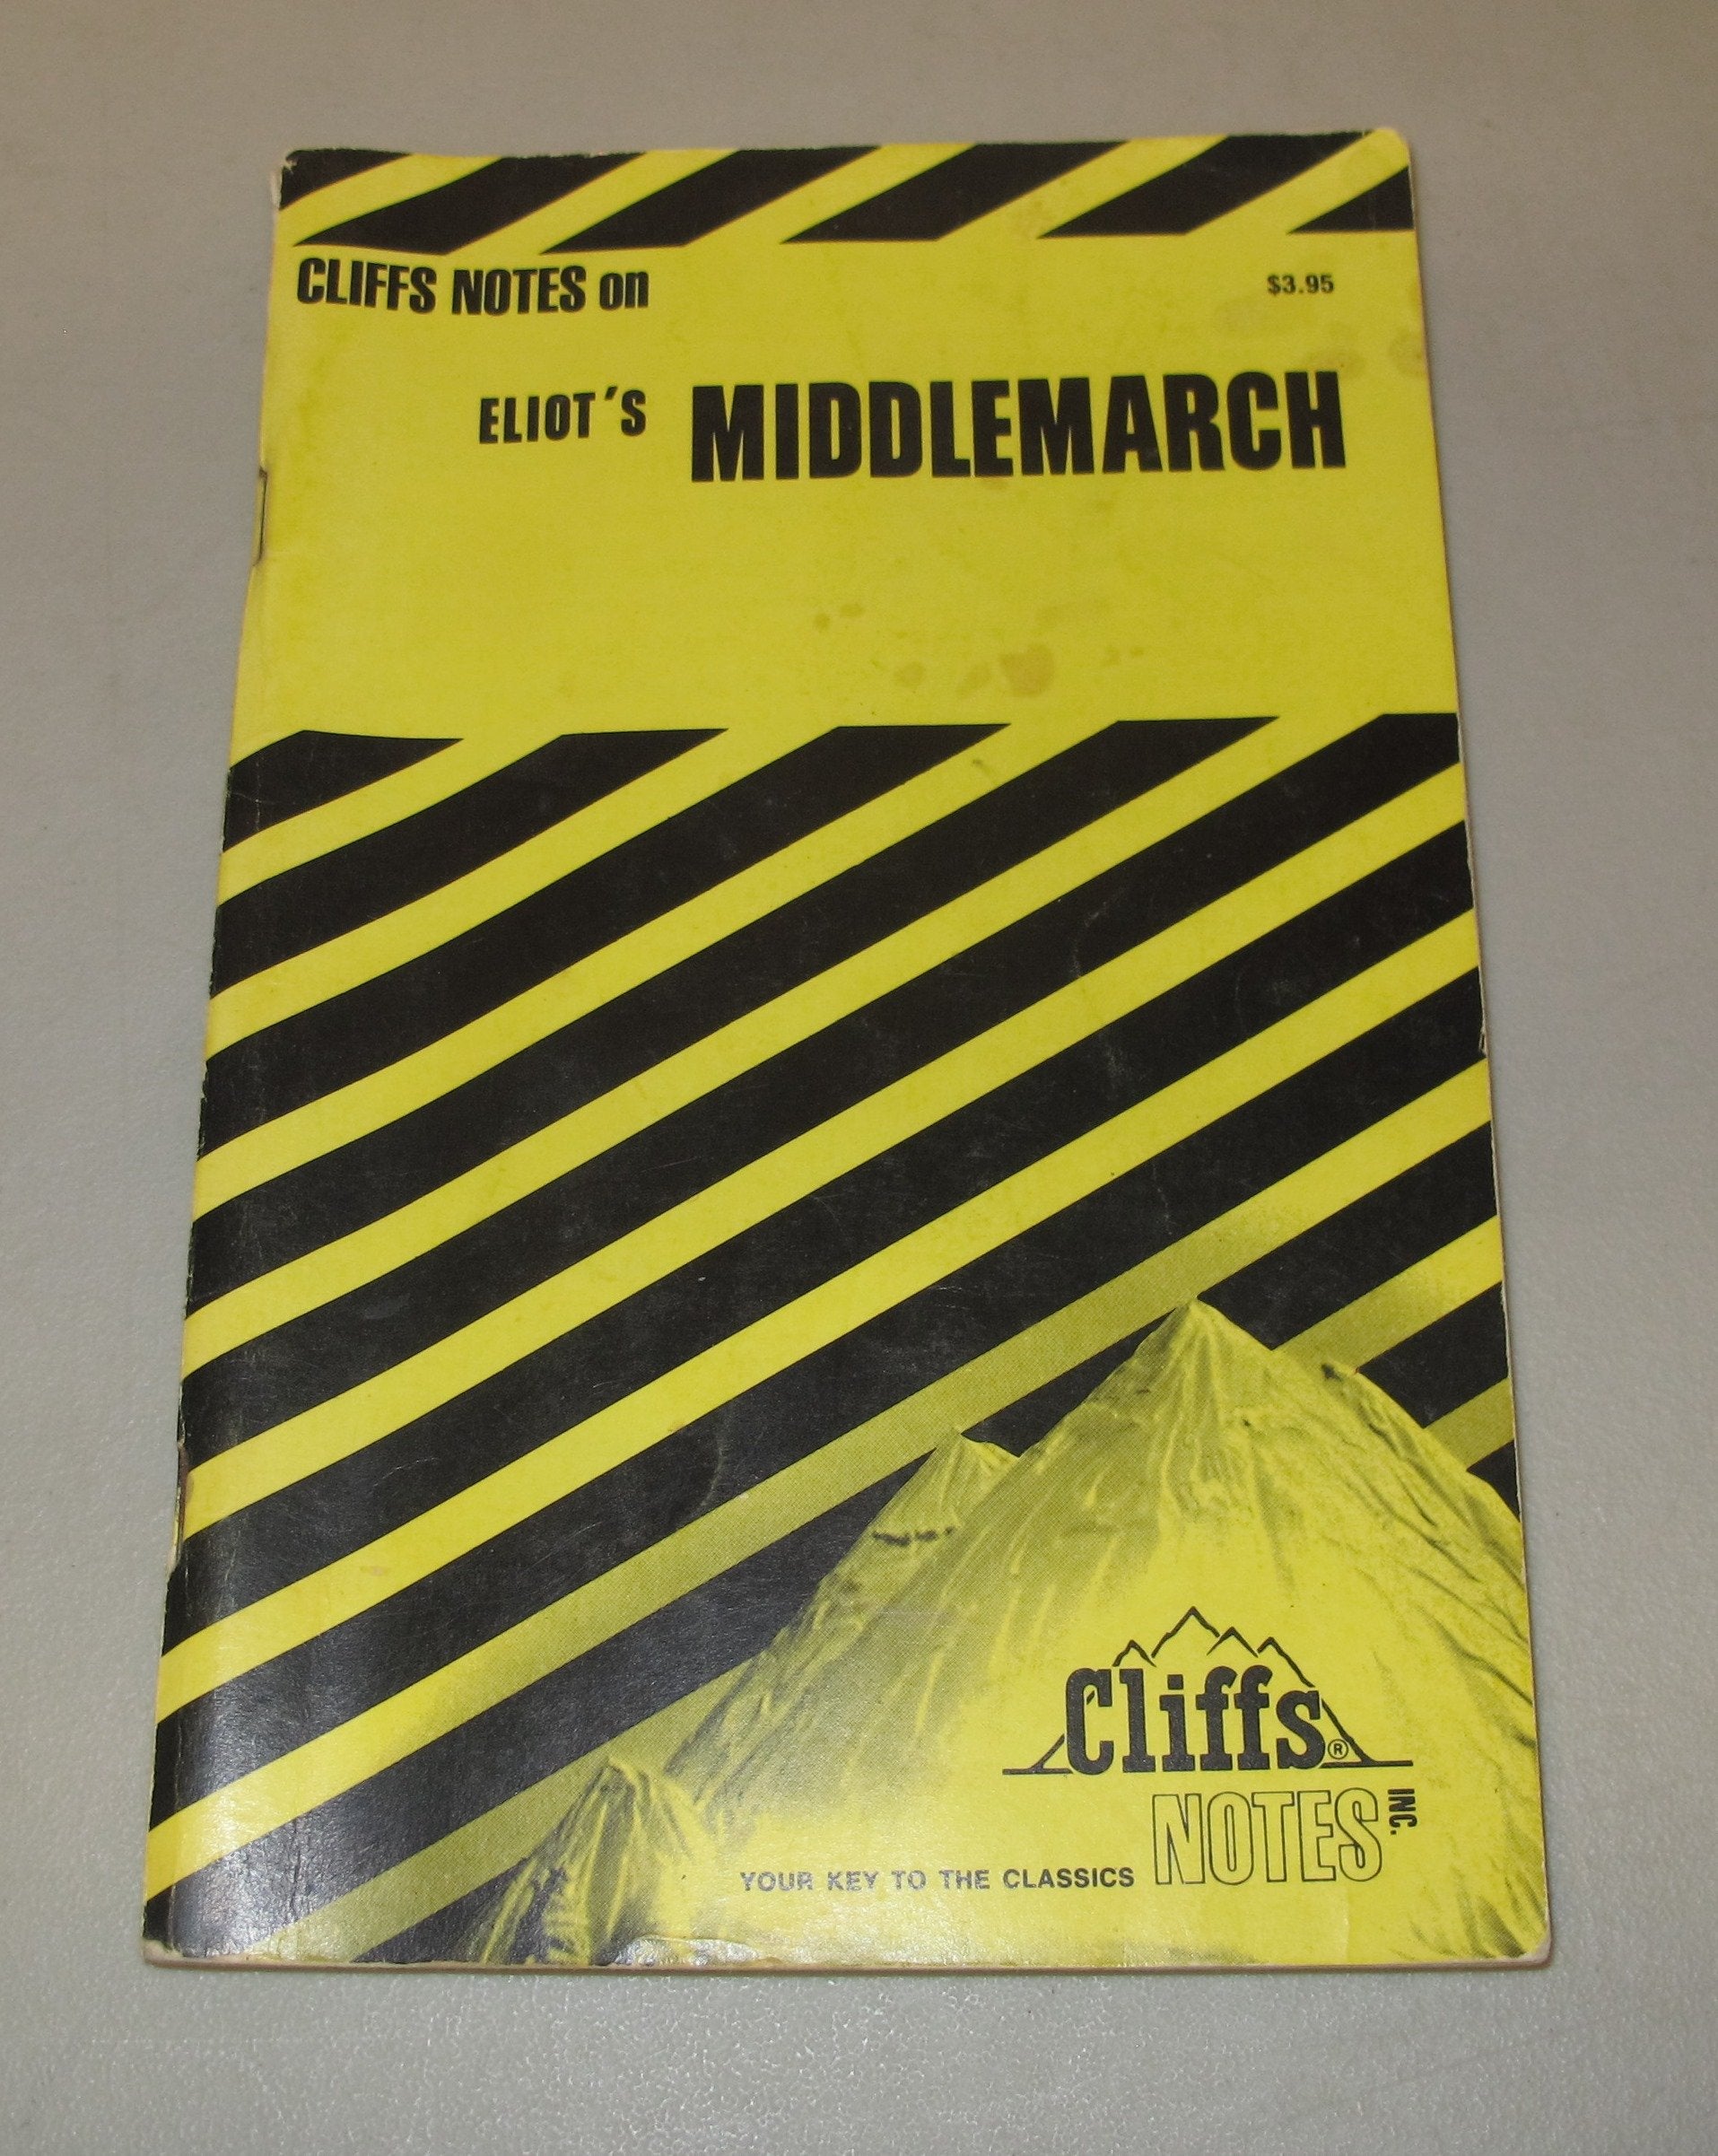 CLIFFS NOTES on
$3.95
ELIOT'S MIDDLEMARCH
Cliffs®
NOTES INC.
YOUR KEY TO THE CLASSICS